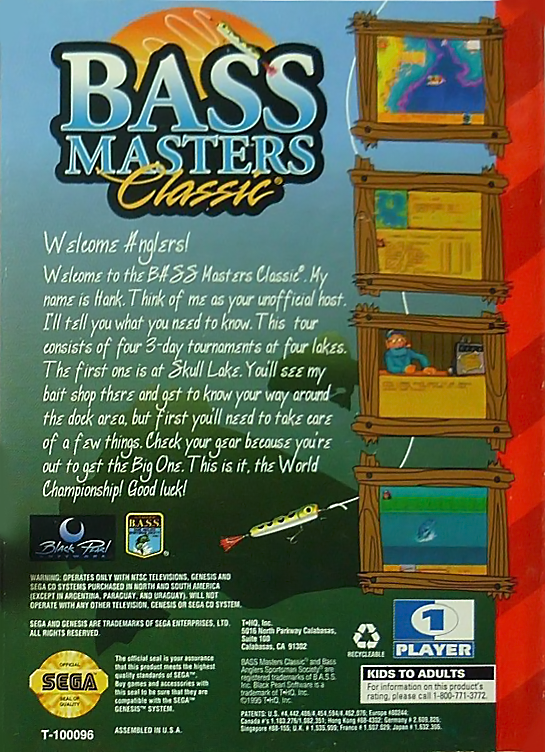 BASS
MASTERS
Classic®
Welcome Anglers!
Welcome to the BASS Masters Classic®. My
name is Hank. Think of me as your unofficial host.
I'll tell you what you need to know. This tour
consists of four 3-day tournaments at four lakes.
The first one is at Skull Lake. You'll see my
bait shop there and get to know your way around
the dock area, but first you'll need to take care
of a few things. Check your gear because you're
out to get the Big One. This is it, the World
Championship! Good luck!
Black Pearl
SOFTWARE
B.A.S.S.
®
WARNING: OPERATES ONLY WITH NTSC TELEVISIONS, GENESIS AND
SEGA CD SYSTEMS PURCHASED IN NORTH AND SOUTH AMERICA
(EXCEPT IN ARGENTINA, PARAGUAY, AND URAGUAY). WILL NOT
OPERATE WITH ANY OTHER TELEVISION, GENESIS OR SEGA CD SYSTEM.
SEGA AND GENESIS ARE TRADEMARKS OF SEGA ENTERPRISES, LTD.
ALL RIGHTS RESERVED.
OFFICIAL
SEGA
SEAL OF
QUALITY
The official seal is your assurance
that this product meets the highest
quality standards of SEGA™.
Buy games and accessories with
this seal to be sure that they are
compatible with the SEGA™
GENESIS™ SYSTEM.
T-100096
ASSEMBLED IN U.S.A.
T•HQ, Inc.
5016 North Parkway Calabasas,
Suite 100
Calabasas, CA 91302
BASS Masters Classic® and Bass
Anglers Sportsman Society® are
registered trademarks of B.A.S.S.
Inc. Black Pearl Software is a
trademark of T•HQ, Inc.
©1995 T•HQ, Inc.
RECYCLEABLE
1
PLAYER
KIDS TO ADULTS
For information on this product's
rating, please call 1-800-771-3772.